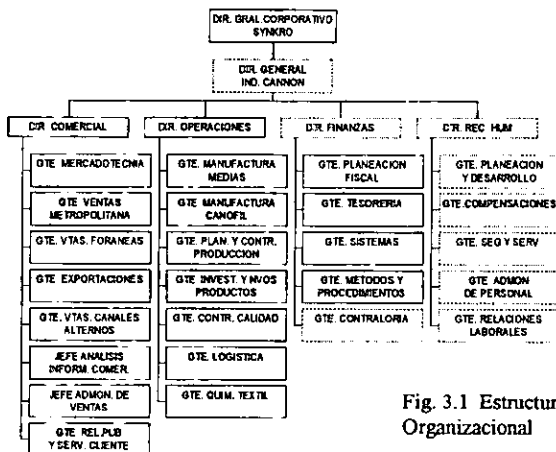 DIR. GRAL. CORPORATIVO
SYNKRO
DIR. GENERAL
IND. CANNON
DIR. COMERCIAL
GTE. MERCADOTECNIA
GTE VENTAS
METROPOLITANA
GTE. VTAS. FORANEAS
GTE EXPORTACIONES
GTE. VTAS. CANALES
ALTERNOS
JEFE ANALISIS
INFORM. COMER.
JEFE ADMON. DE
VENTAS
GTE REL.PUB
Y SERV. CLIENTE
DIR. OPERACIONES
GTE. MANUFACTURA
MEDIAS
GTE MANUFACTURA
CANOFIL
GTE. PLAN. Y CONTR.
PRODUCCION
GTE INVEST. Y NVOS
PRODUCTOS
GTE. CONTR. CALIDAD
GTE. LOGISTICA
GTE. QUIM. TEXTIL
DIR. FINANZAS
GTE. PLANEACION
FISCAL
GTE. TESORERIA
GTE. SISTEMAS
GTE. METODOS Y
PROCEDIMIENTOS
GTE. CONTRALORIA
DIR. REC. HUM
GTE. PLANEACION
Y DESARROLLO
GTE.COMPENSACIONES
GTE. SEG Y SERV
GTE ADMON
DE PERSONAL
GTE. RELACIONES
LABORALES
Fig. 3.1 Estructur
Organizacional